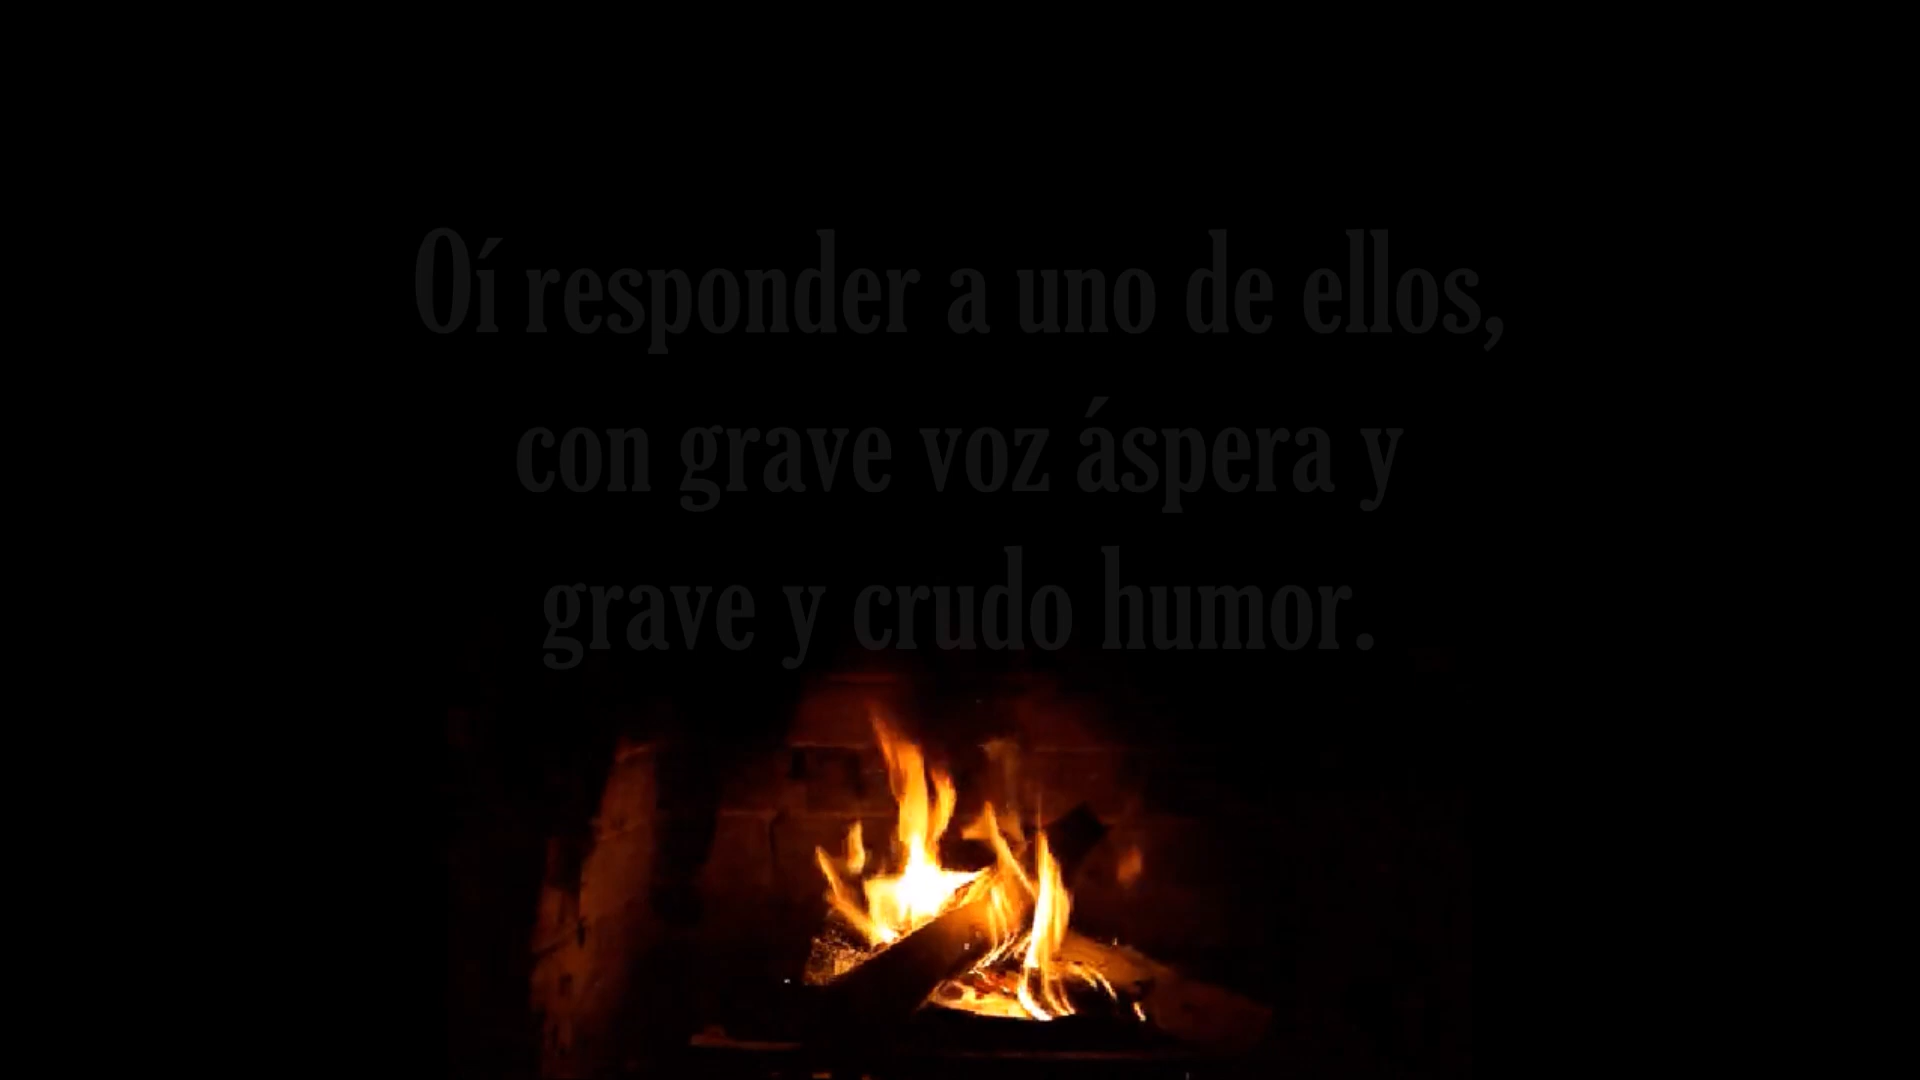 Oí responder a uno de ellos,
con grave voz áspera y
grave y crudo humor.